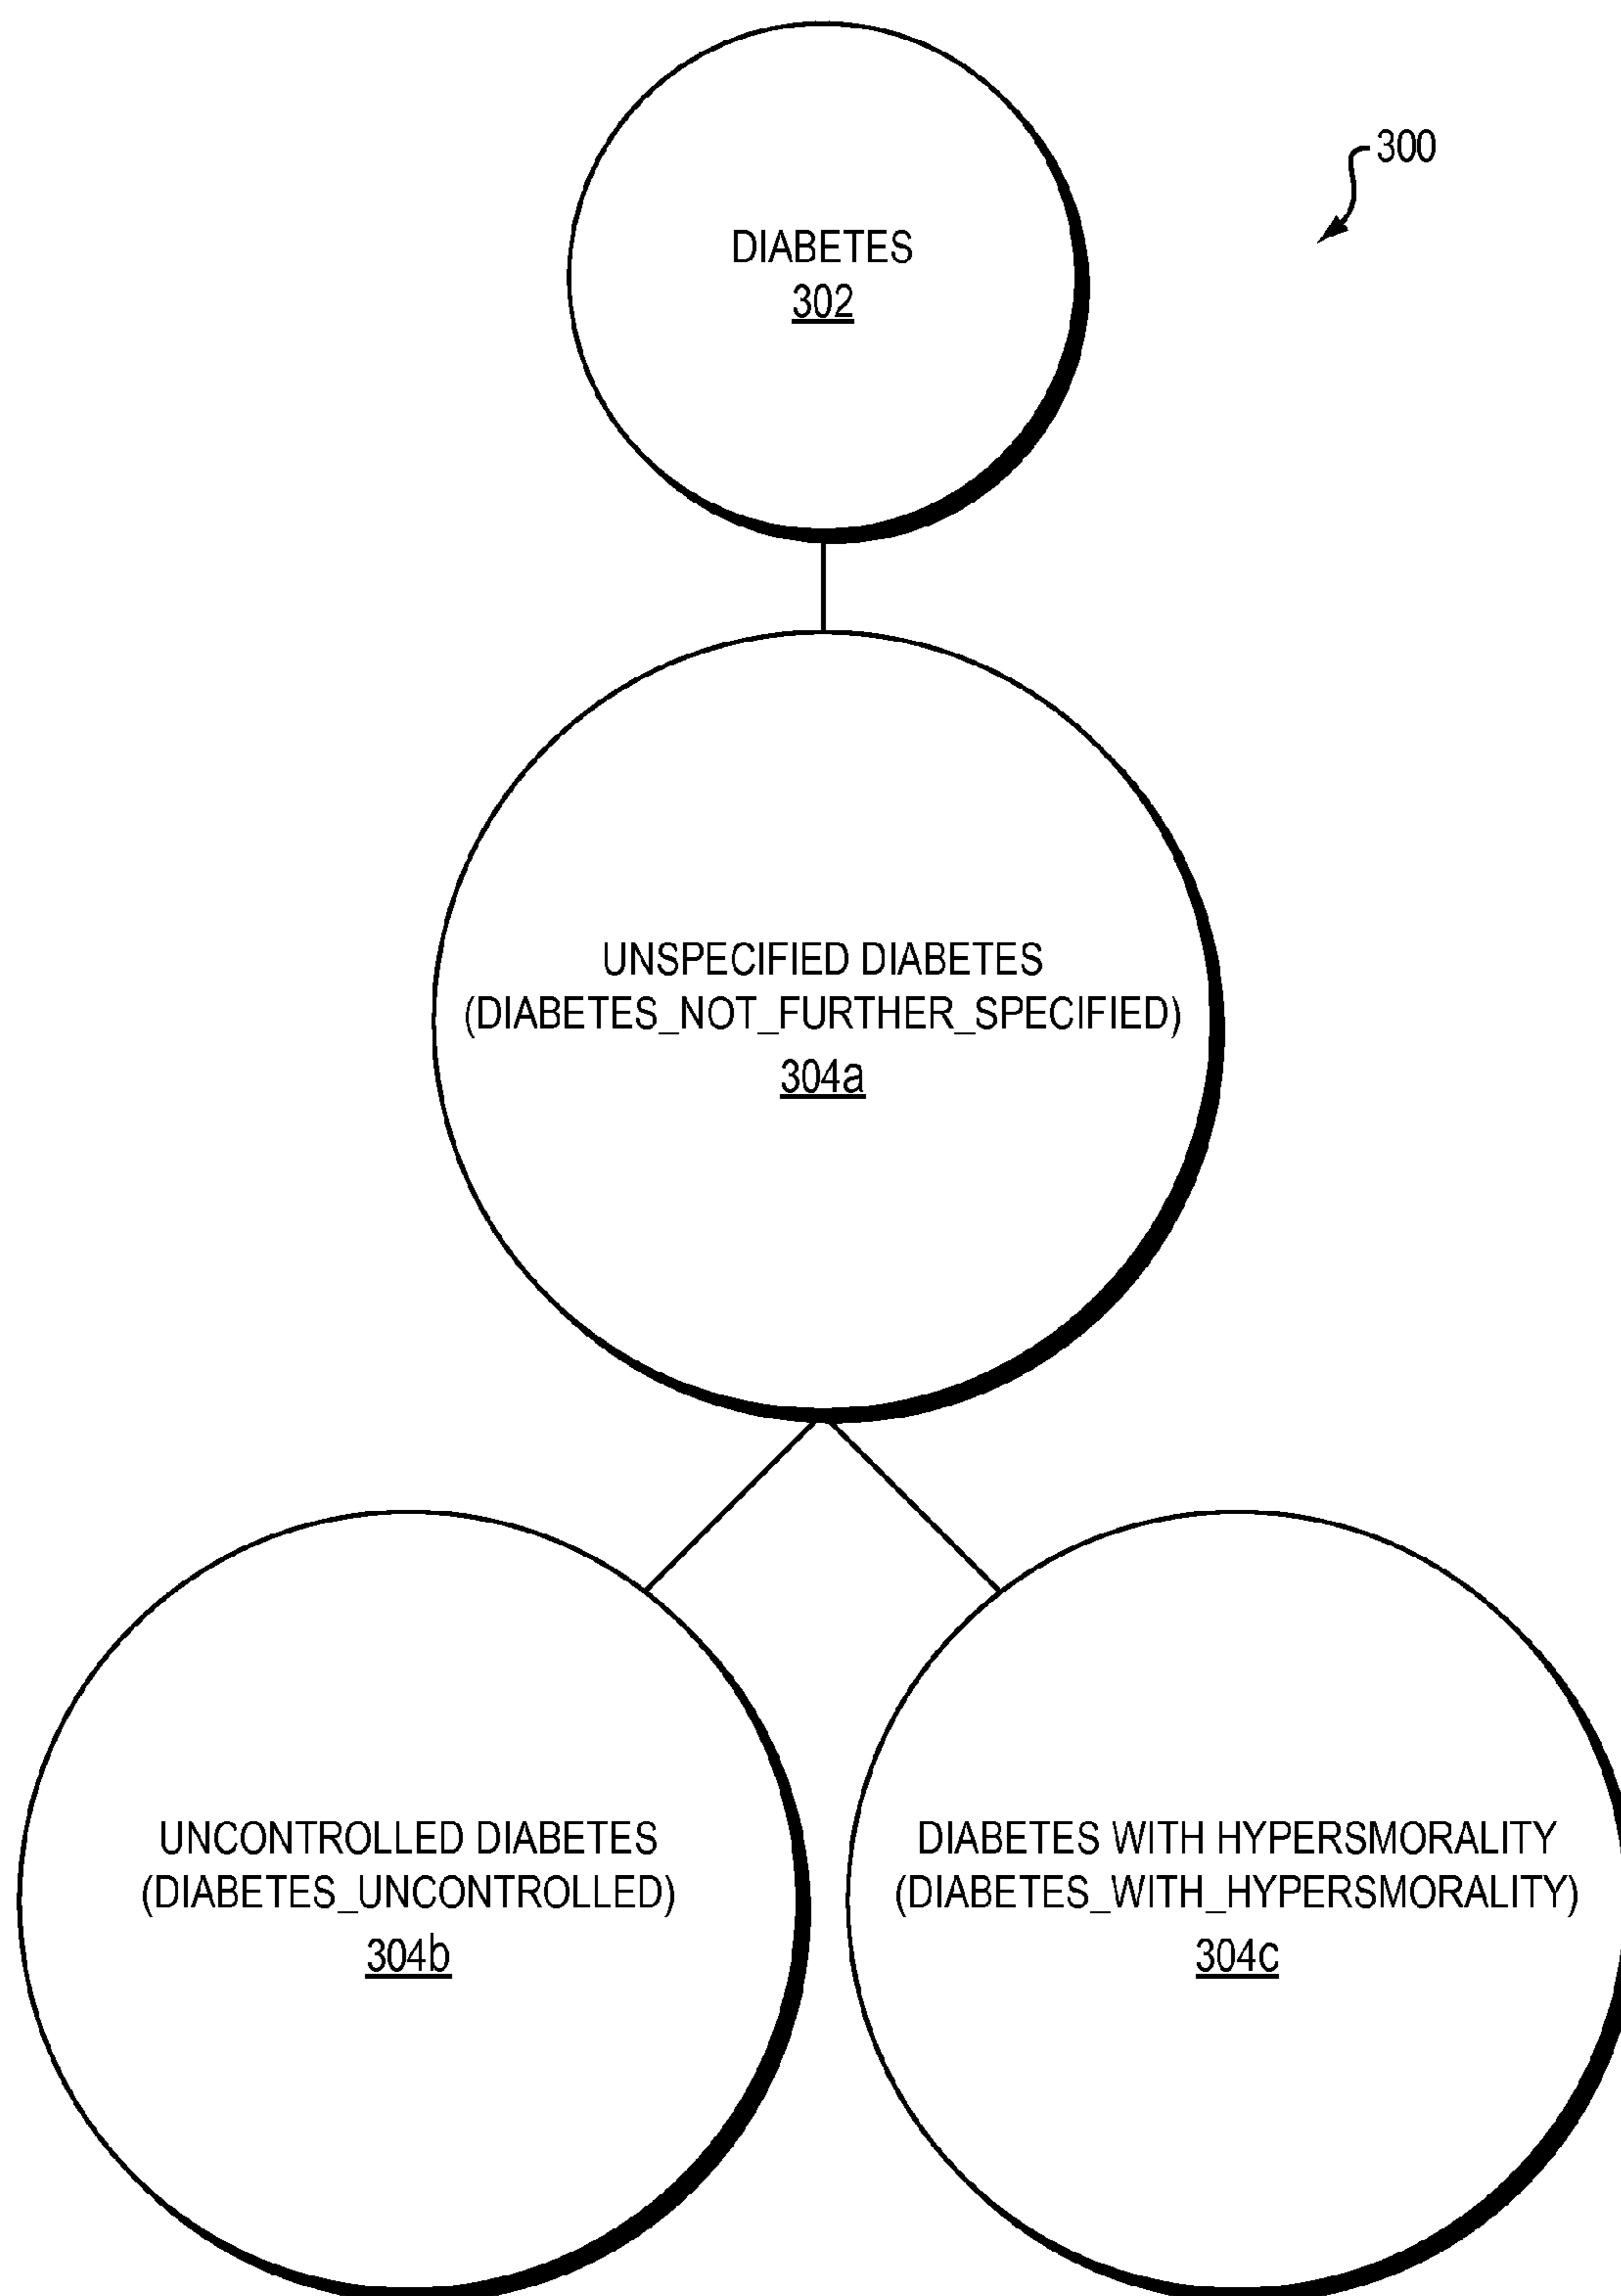 300
DIABETES
302
UNSPECIFIED DIABETES
(DIABETES_NOT_FURTHER_SPECIFIED)
304a
UNCONTROLLED DIABETES
(DIABETES_UNCONTROLLED)
304b
DIABETES WITH HYPERSMORALITY
(DIABETES_WITH_HYPERSMORALITY)
304c